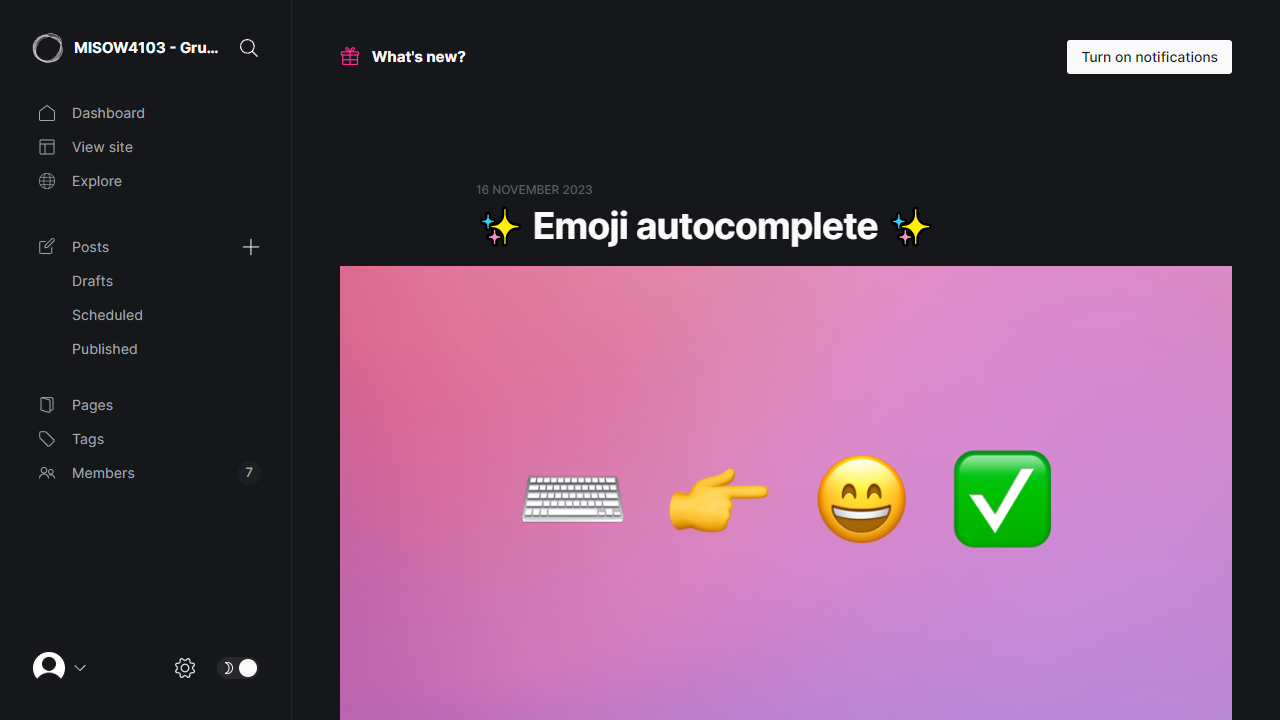 MISOW4103 - Gru...
Dashboard
View site
Explore
Posts
Drafts
Scheduled
Published
Pages
Tags
Members
7
What's new?
Turn on notifications
16 NOVEMBER 2023
✨ Emoji autocomplete ✨